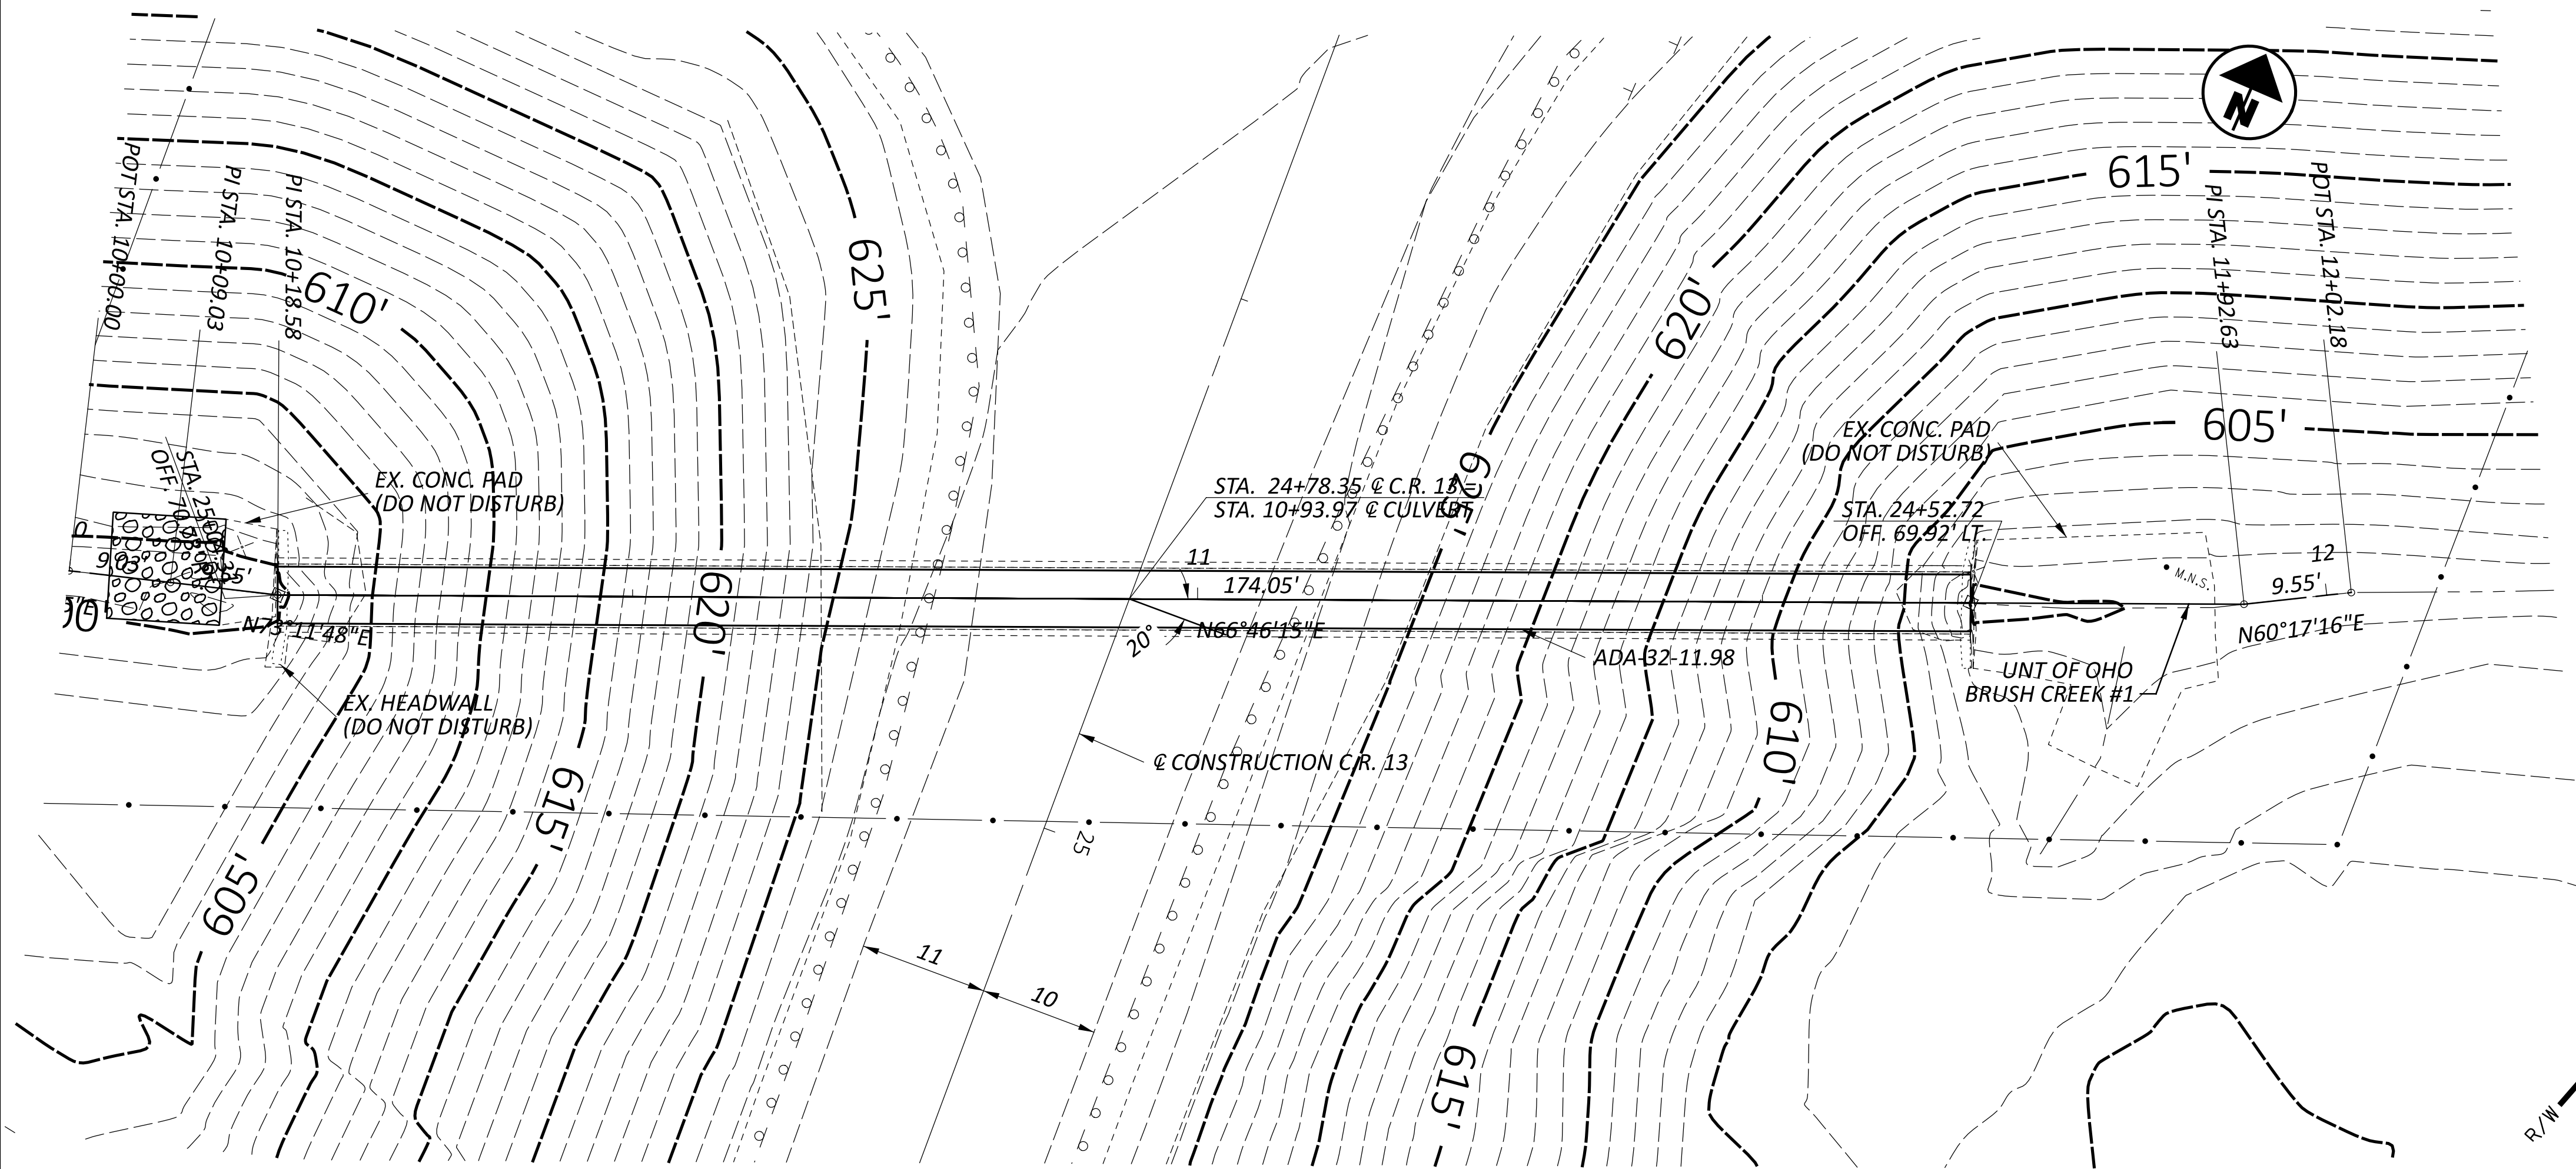 N
615'
POT STA. 10+00.00
PI STA. 10+09.03
PI STA. 10+18.58
PI STA. 11+92.63
POT STA. 12+02.18
610'
625'
620'
605'
EX. CONC. PAD
(DO NOT DISTURB)
EX. CONC. PAD
(DO NOT DISTURB)
625'
STA. 24+78.35 ℄ C.R. 13 =
STA. 10+93.97 ℄ CULVERT
STA. 24+52.72
OFF. 69.92' LT.
0
9.03'
11
174.05'
M.N.S.
12
9.55'
620'
N73°11'48"E
20°
N66°46'15"E
N60°17'16"E
ADA-32-11.98
UNT OF OHO
BRUSH CREEK #1
EX. HEADWALL
(DO NOT DISTURB)
610'
℄ CONSTRUCTION C.R. 13
615'
25
605'
11
10
615'
R/W